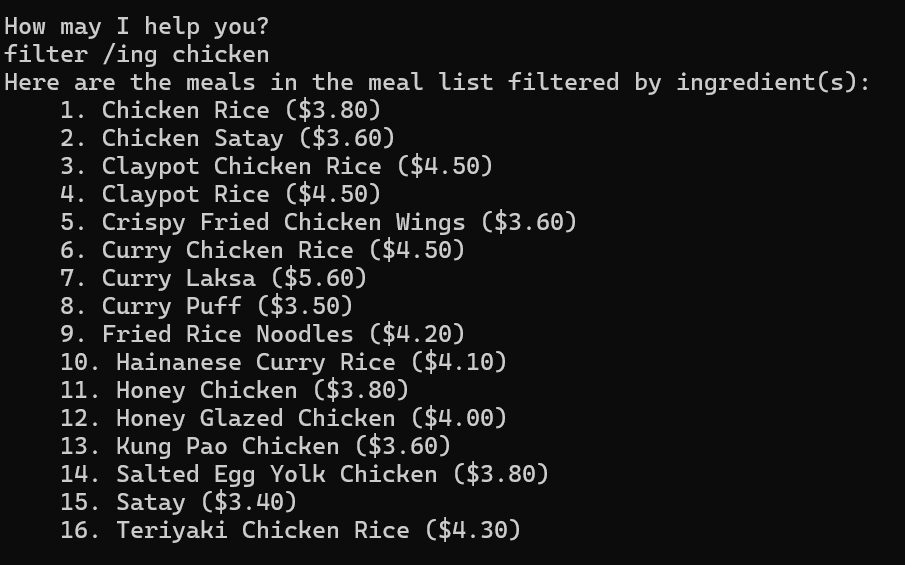 How may I help you?
filter /ing chicken
Here are the meals in the meal list filtered by ingredient(s):
1. Chicken Rice ($3.80)
2. Chicken Satay ($3.60)
3. Claypot Chicken Rice ($4.50)
4. Claypot Rice ($4.50)
5. Crispy Fried Chicken Wings ($3.60)
6. Curry Chicken Rice ($4.50)
7. Curry Laksa ($5.60)
8. Curry Puff ($3.50)
9. Fried Rice Noodles ($4.20)
10. Hainanese Curry Rice ($4.10)
11. Honey Chicken ($3.80)
12. Honey Glazed Chicken ($4.00)
13. Kung Pao Chicken ($3.60)
14. Salted Egg Yolk Chicken ($3.80)
15. Satay ($3.40)
16. Teriyaki Chicken Rice ($4.30)